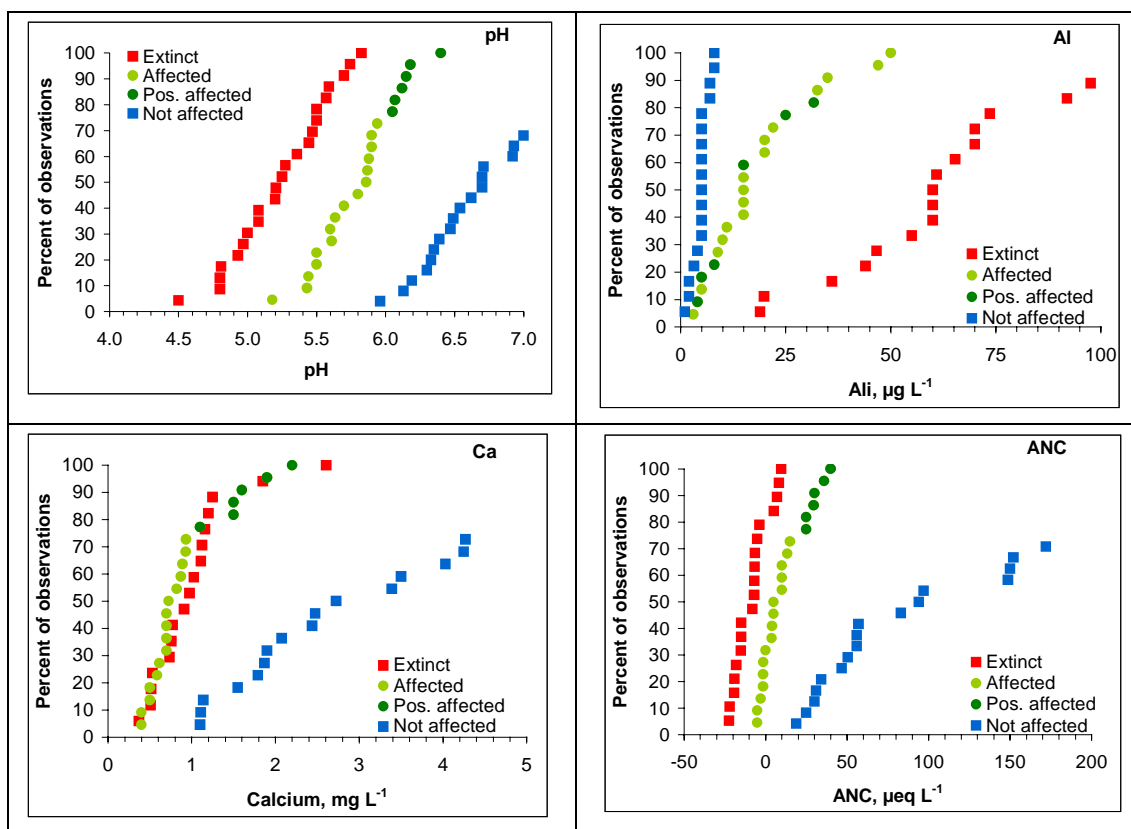 pH
Extinct
Affected
Pos. affected
Not affected
Percent of observations
100
90
80
70
60
50
40
30
20
10
0
4.0 4.5 5.0 5.5 6.0 6.5 7.0
pH
Al
Percent of observations
100
90
80
70
60
50
40
30
20
10
0
Extinct
Affected
Pos. affected
Not affected
0 25 50 75 100
Ali, µg L⁻¹
Ca
Percent of observations
100
90
80
70
60
50
40
30
20
10
0
Extinct
Affected
Pos. affected
Not affected
0 1 2 3 4 5
Calcium, mg L⁻¹
ANC
Percent of observations
100
90
80
70
60
50
40
30
20
10
0
Extinct
Affected
Pos. affected
Not affected
-50 0 50 100 150 200
ANC, µeq L⁻¹